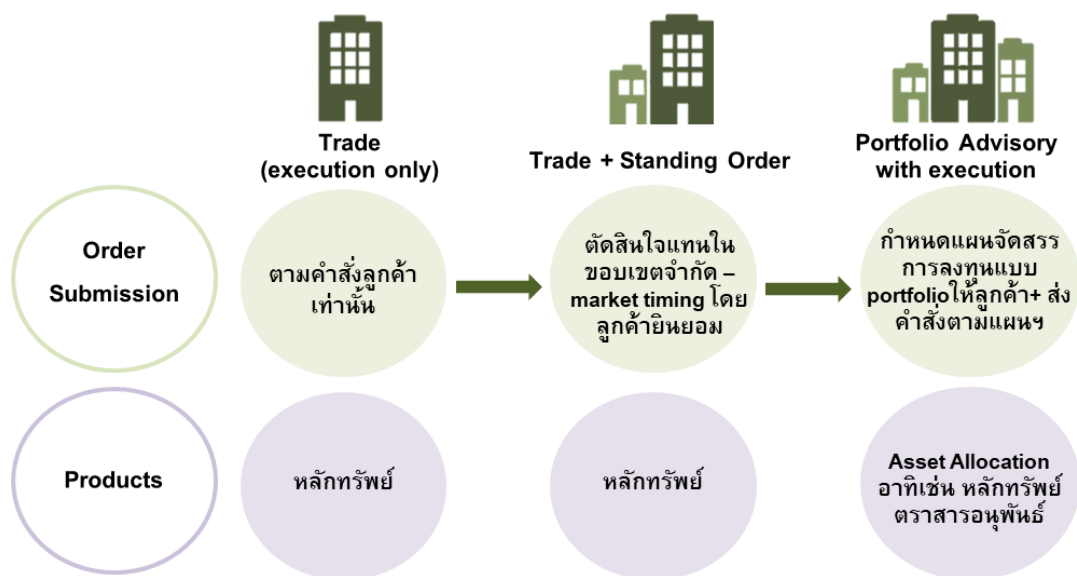 Trade
(execution only)
Trade + Standing Order
Portfolio Advisory
with execution
Order
Submission
ตามคำสั่งลูกค้า
เท่านั้น
ตัดสินใจแทนใน
ขอบเขตจำกัด –
market timing โดย
ลูกค้ายินยอม
กำหนดแผนจัดสรร
การลงทุนแบบ
portfolioให้ลูกค้า+ ส่ง
คำสั่งตามแผนฯ
Products
หลักทรัพย์
หลักทรัพย์
Asset Allocation
อาทิเช่น หลักทรัพย์
ตราสารอนุพันธ์